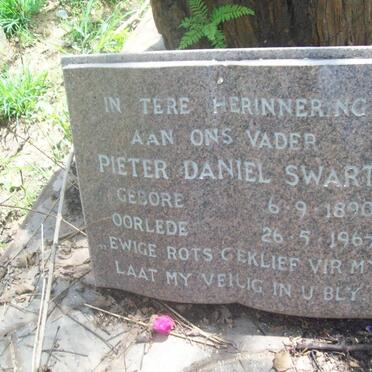 IN TERE HERINNERING
AAN ONS VADER
PIETER DANIEL SWART
GEBORE 6.9.1890
OORLEDE 26.5.196
„EWIGE ROTS GEKLIEF VIR MY
LAAT MY VEILIG IN U BLY